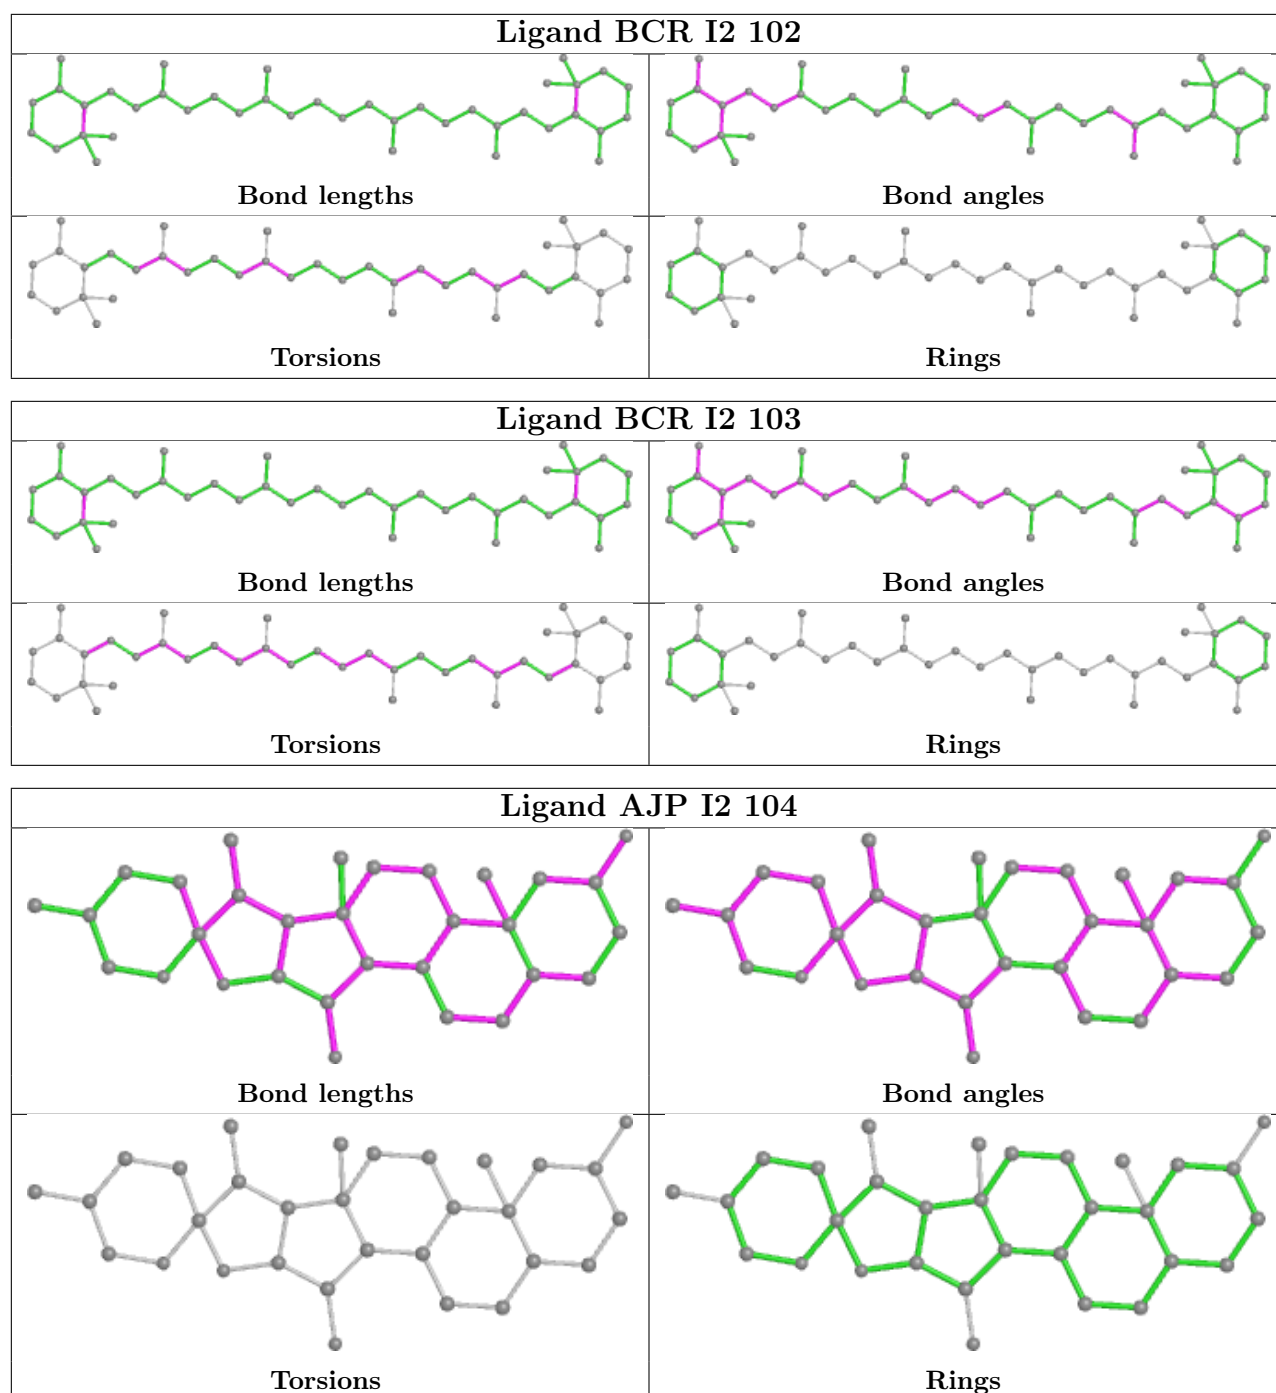 Ligand BCR I2 102
Bond lengths
Bond angles
Torsions
Rings
Ligand BCR I2 103
Bond lengths
Bond angles
Torsions
Rings
Ligand AJP I2 104
Bond lengths
Bond angles
Torsions
Rings